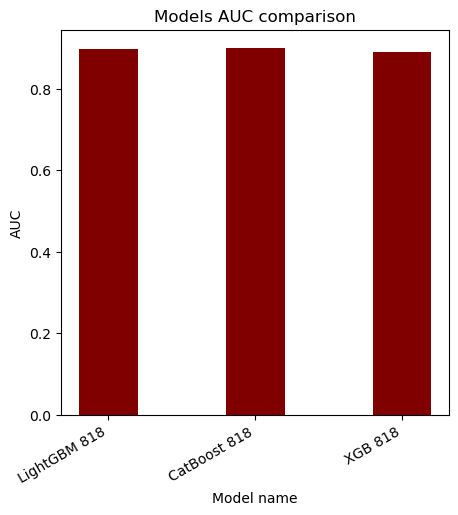 Models AUC comparison
AUC
0.8
0.6
0.4
0.2
0.0
LightGBM 818
CatBoost 818
XGB 818
Model name